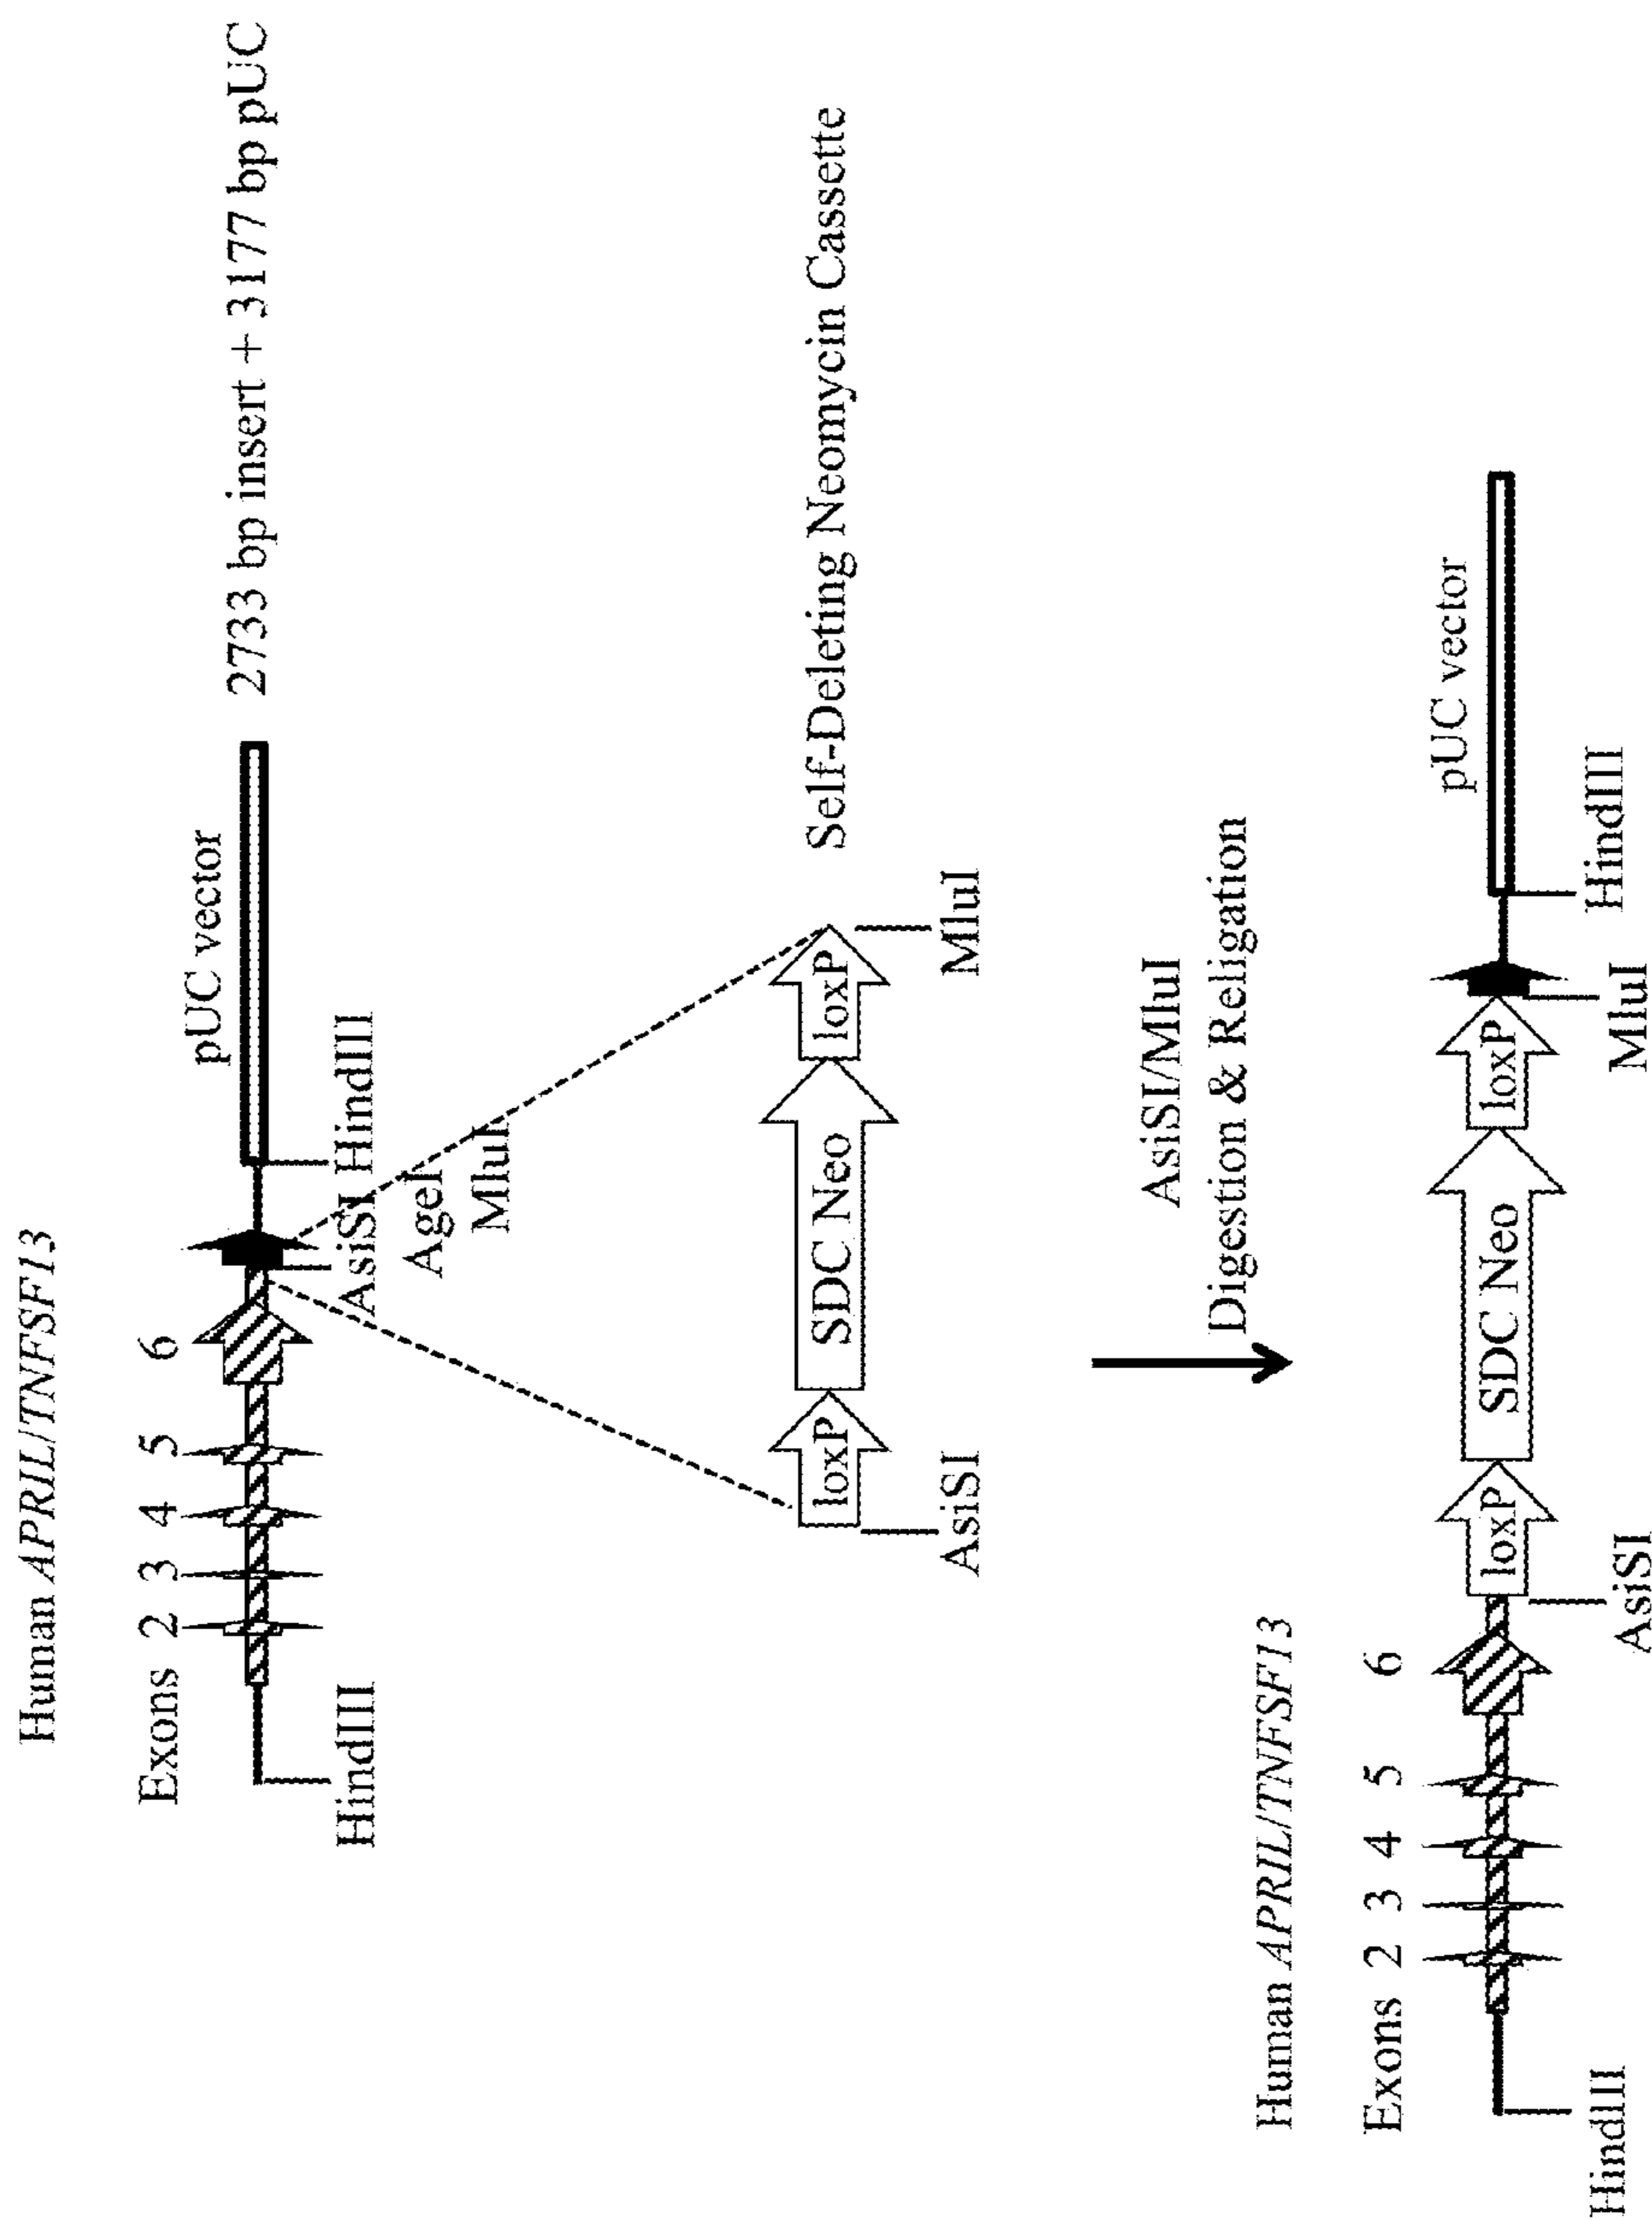 Human APRIL/TNFSF13
Exons 2 3 4 5 6
pUC vector
2733 bp insert + 3177 bp pUC
HindIII
AsiSI HindIII
AgeI
MluI
loxP
SDC Neo
loxP
Self-Deleting Neomycin Cassette
AsiSI
MluI
AsiSI/MluI
Digestion & Religation
Human APRIL/TNFSF13
Exons 2 3 4 5 6
pUC vector
loxP
SDC Neo
loxP
HindIII
AsiSI
MluI
HindIII